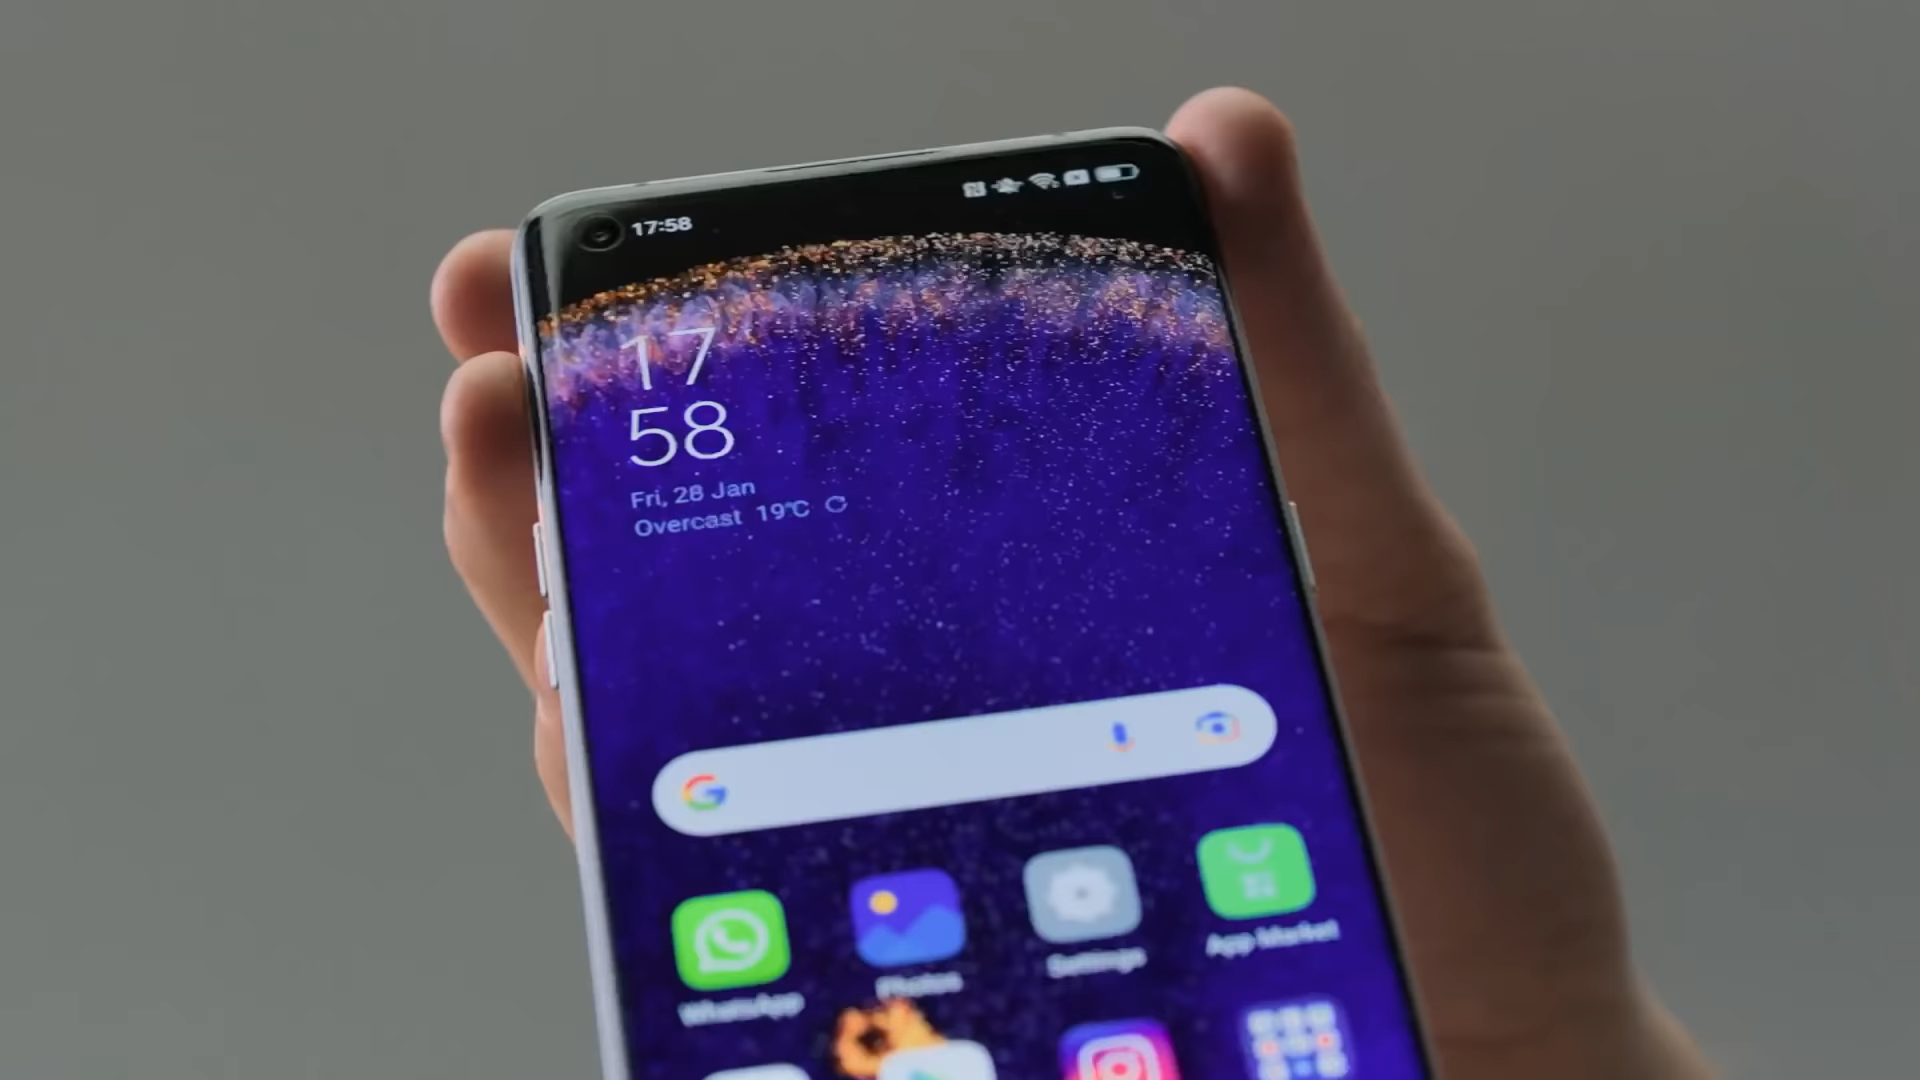 17:58
17
58
Fri, 28 Jan
Overcast 19°C
G
WhatsApp
Photos
Settings
App Market